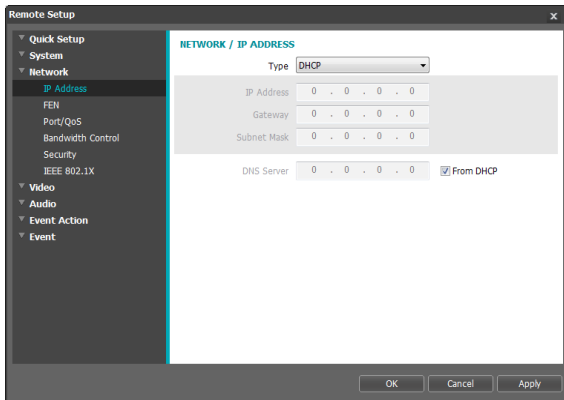 Remote Setup
x
Quick Setup
System
Network
IP Address
FEN
Port/QoS
Bandwidth Control
Security
IEEE 802.1X
Video
Audio
Event Action
Event
NETWORK / IP ADDRESS
Type DHCP
IP Address 0 . 0 . 0 . 0
Gateway 0 . 0 . 0 . 0
Subnet Mask 0 . 0 . 0 . 0
DNS Server 0 . 0 . 0 . 0 From DHCP
OK Cancel Apply